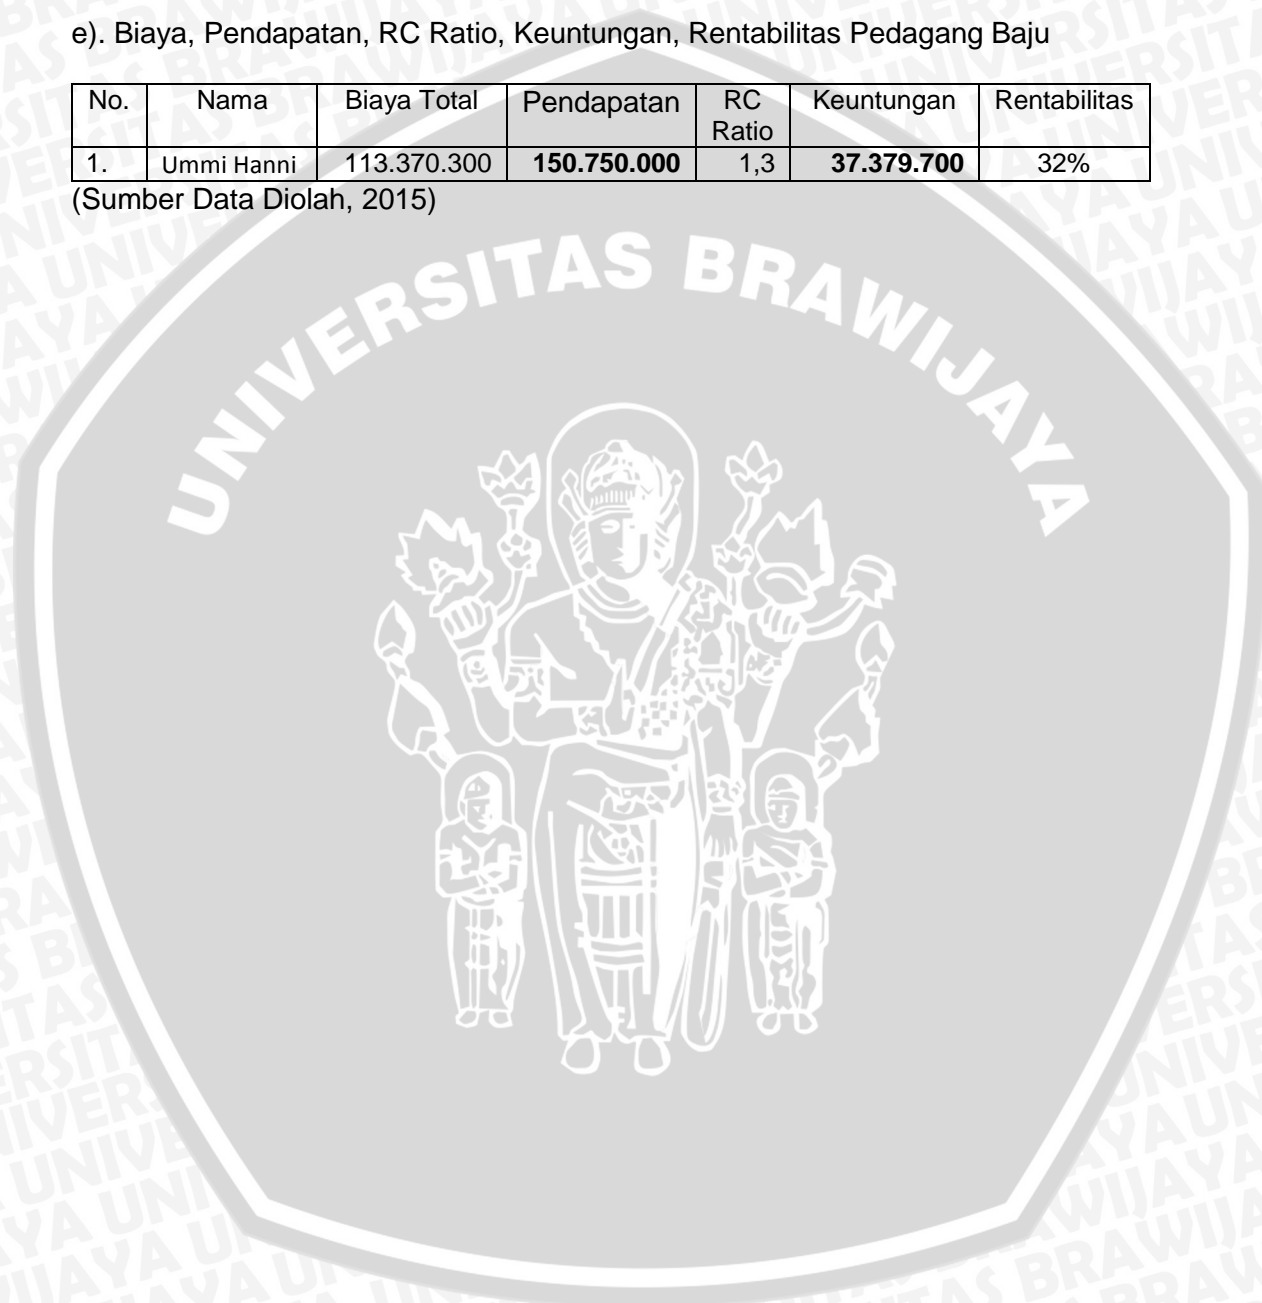 e). Biaya, Pendapatan, RC Ratio, Keuntungan, Rentabilitas Pedagang Baju
No. Nama Biaya Total Pendapatan RC Ratio Keuntungan Rentabilitas
1. Ummi Hanni 113.370.300 150.750.000 1,3 37.379.700 32%
(Sumber Data Diolah, 2015)
UNIVERSITAS BRAWIJAYA